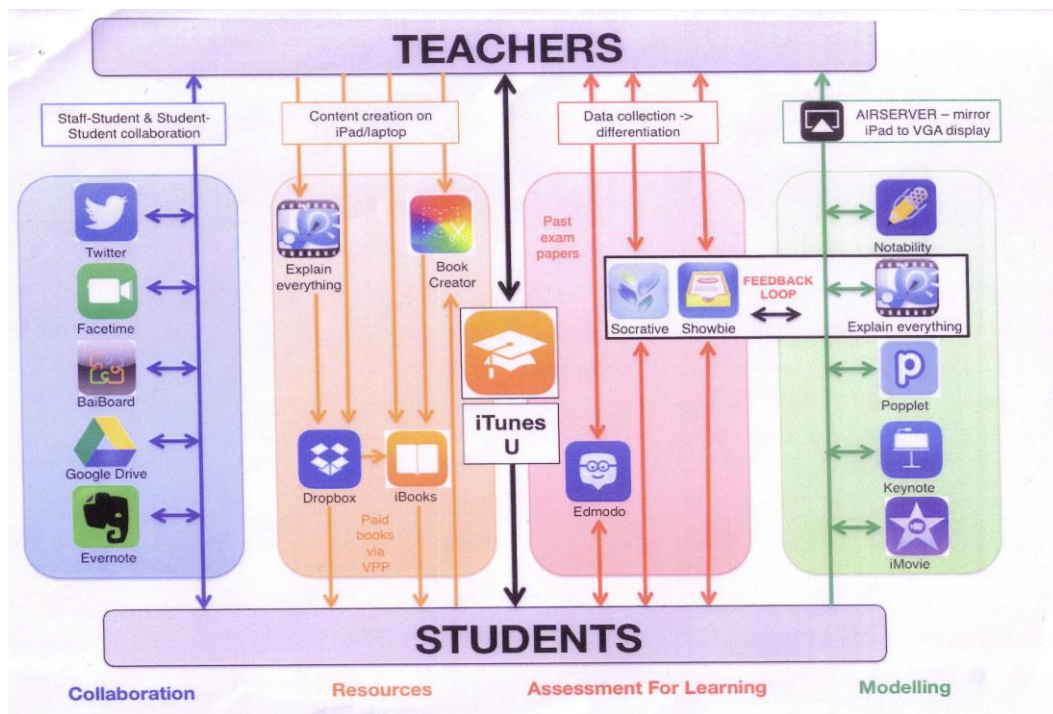 TEACHERS
Staff-Student & Student-
Student collaboration
Content creation on
iPad/laptop
Data collection ->
differentiation
AIRSERVER – mirror
iPad to VGA display
Twitter
Facetime
BaiBoard
Google Drive
Evernote
Explain
everything
Book
Creator
Dropbox
iBooks
Paid
books
via
VPP
iTunes
U
Past
exam
papers
Socrative
Showbie
FEEDBACK
LOOP
Edmodo
Notability
Explain everything
Popplet
Keynote
iMovie
STUDENTS
Collaboration
Resources
Assessment For Learning
Modelling